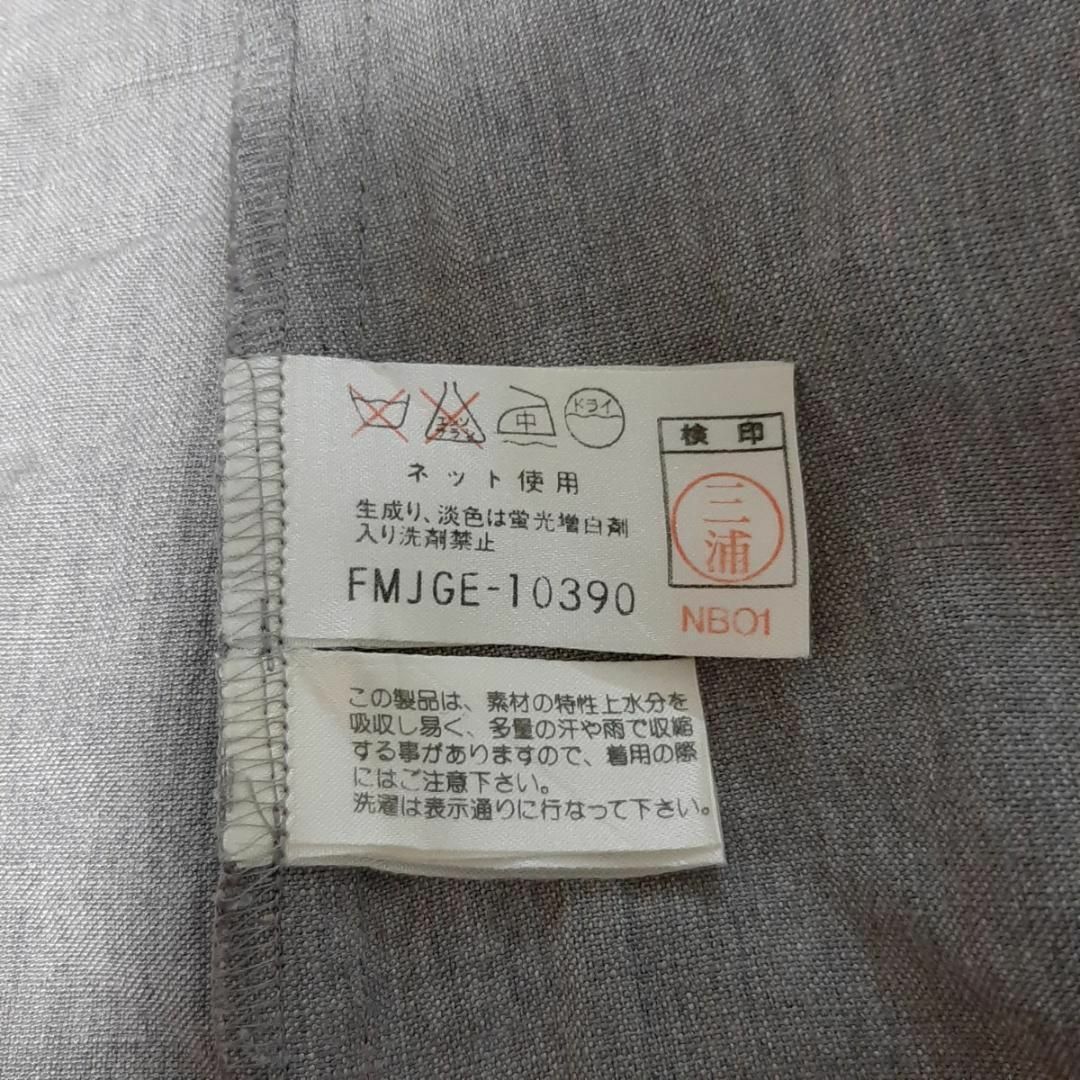 エンソ
サラシ
中
ドライ
ネット使用
生成り、淡色は蛍光増白剤
入り洗剤禁止
FMJGE-10390
検印
三浦
NB01
この製品は、素材の特性上水分を
吸収し易く、多量の汗や雨で収縮
する事がありますので、着用の際
にはご注意下さい。
洗濯は表示通りに行なって下さい。